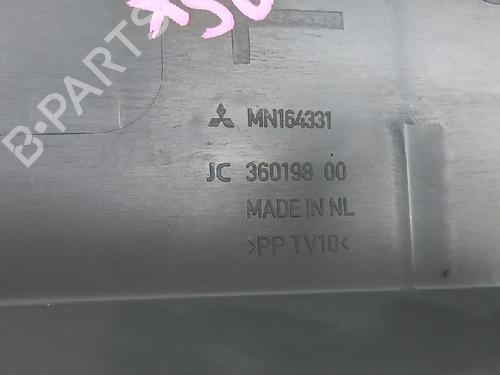 B-PARTS
MN164331
JC 360198 00
MADE IN NL
>PP TV10<